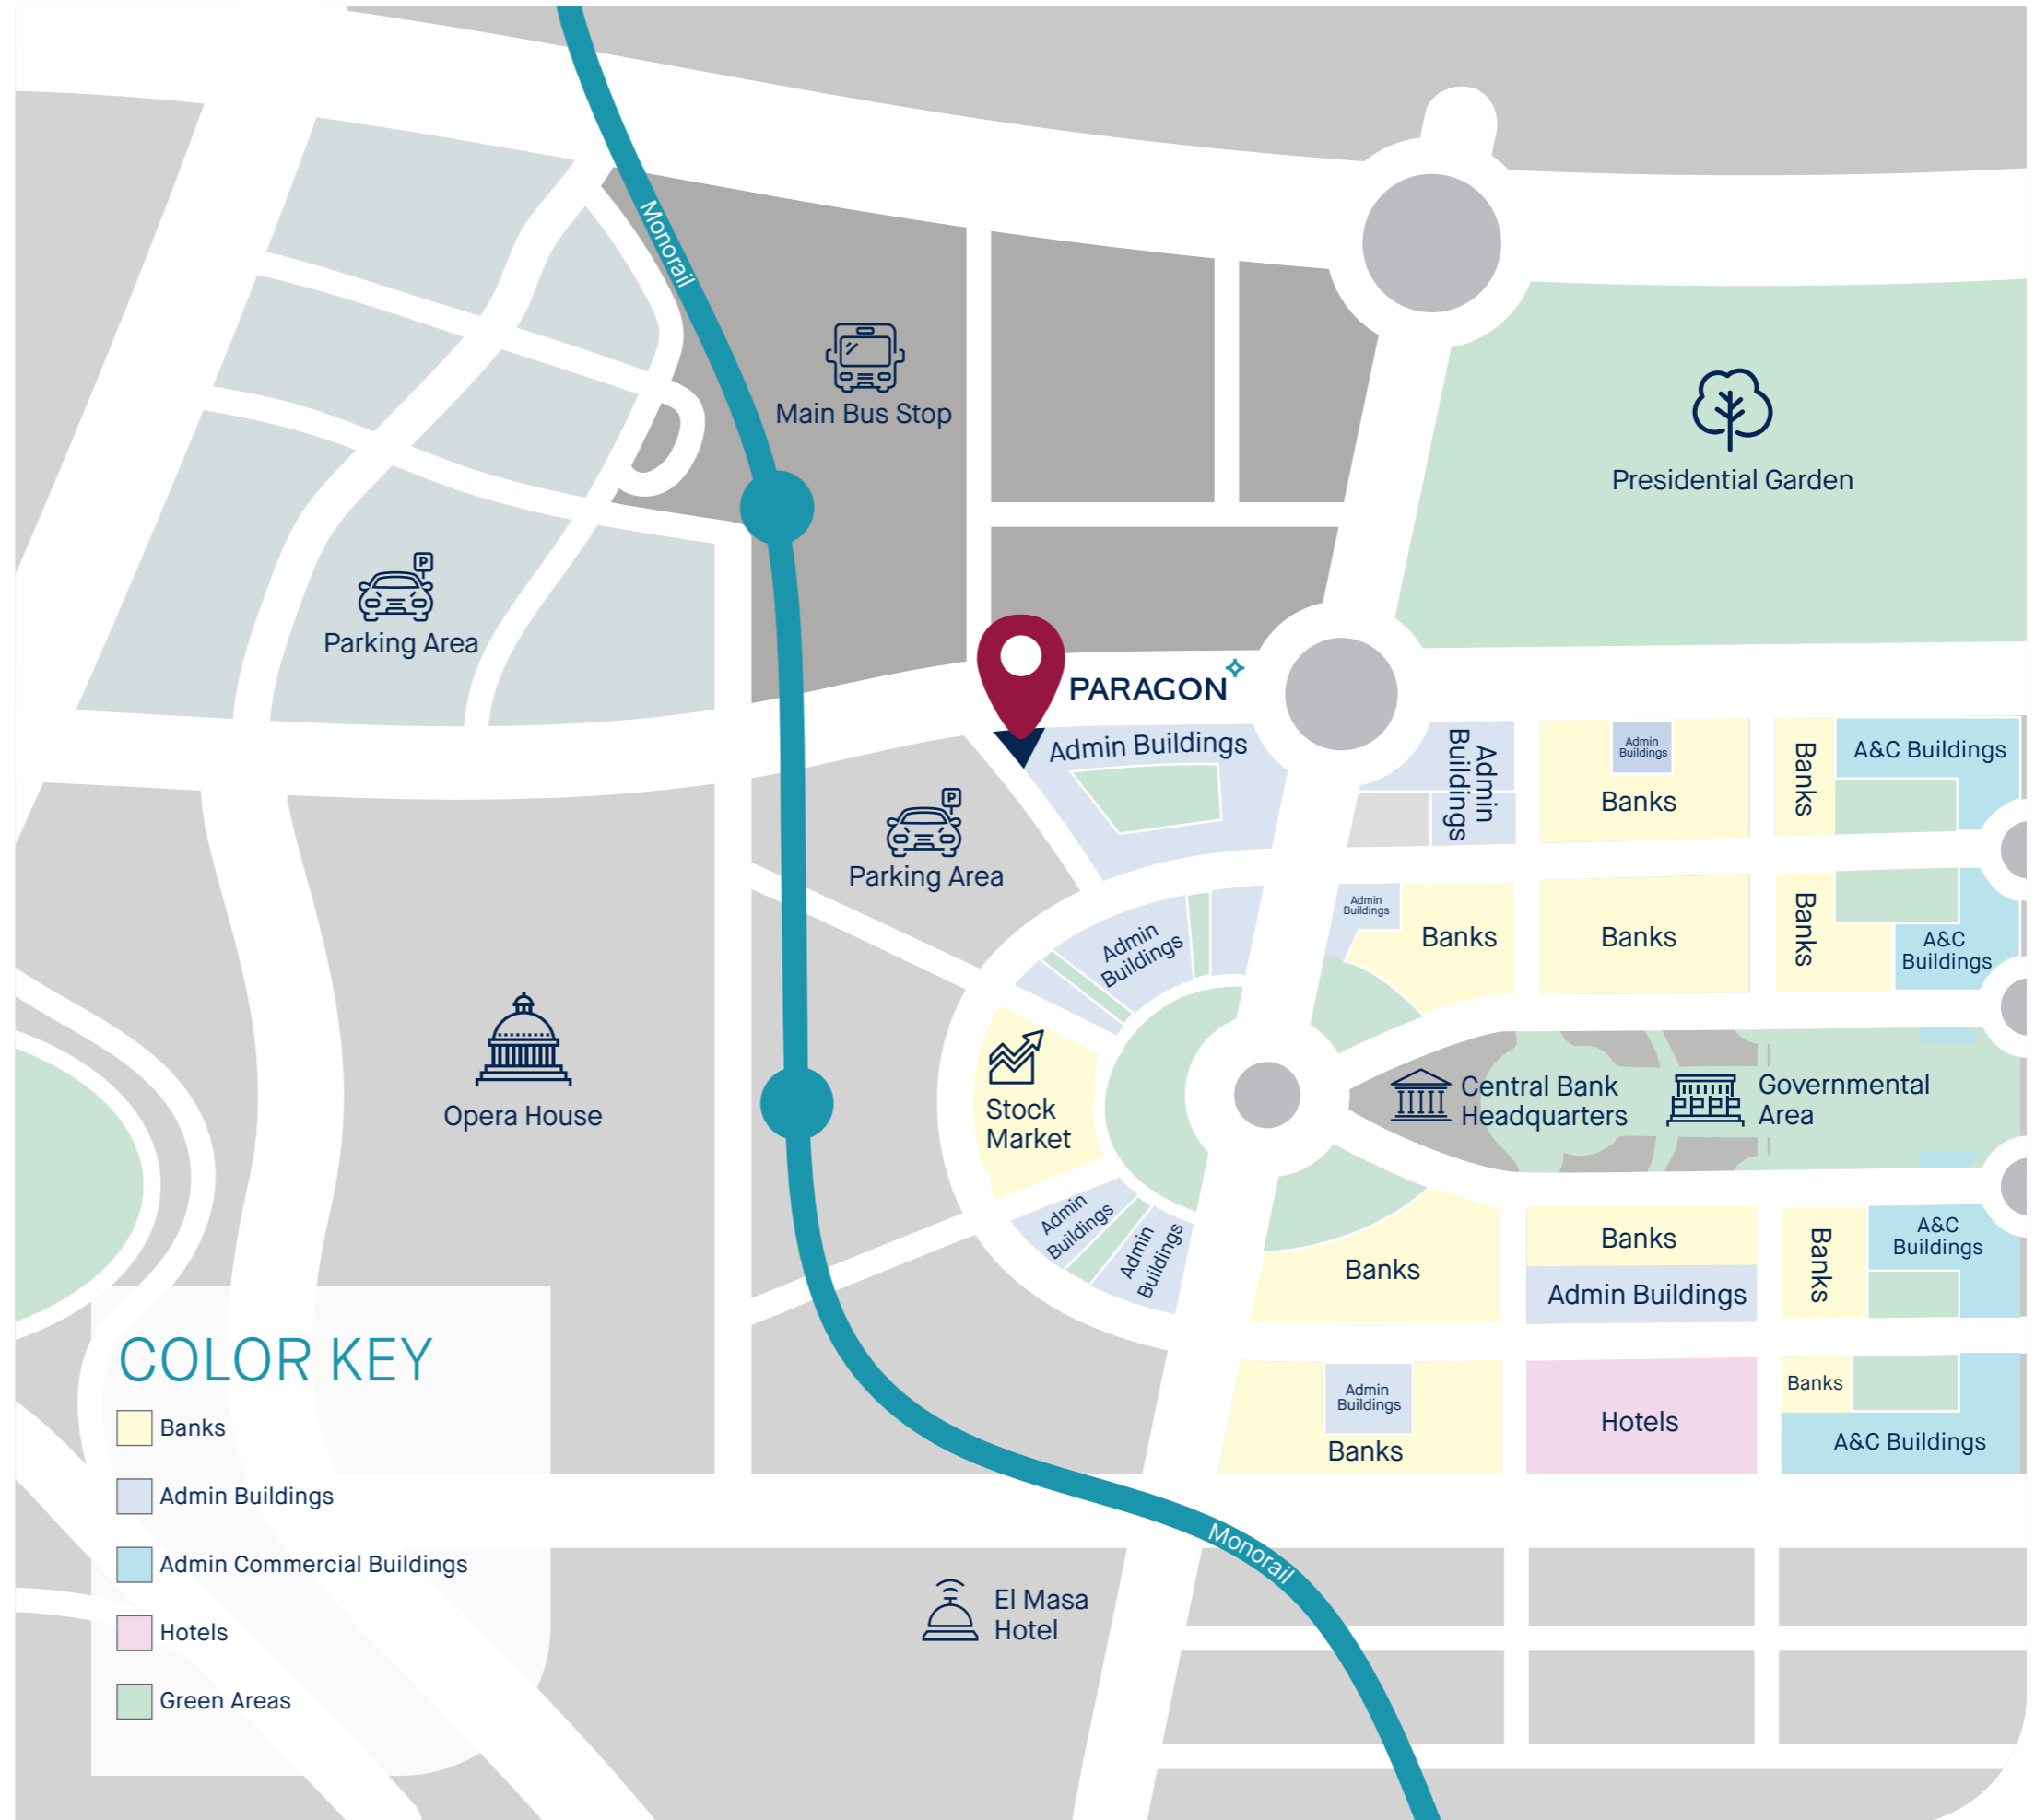 Monorail
Main Bus Stop
Presidential Garden
P
Parking Area
PARAGON
Admin Buildings
Admin
Buildings
Admin
Buildings
Banks
Banks
A&C Buildings
P
Parking Area
Admin
Buildings
Admin
Buildings
Banks
Banks
Banks
A&C
Buildings
Opera House
Stock
Market
Central Bank
Headquarters
Governmental
Area
Admin
Buildings
Admin
Buildings
Banks
Banks
Admin Buildings
Banks
A&C
Buildings
Admin
Buildings
Banks
Hotels
Banks
A&C Buildings
Monorail
El Masa
Hotel
COLOR KEY
Banks
Admin Buildings
Admin Commercial Buildings
Hotels
Green Areas